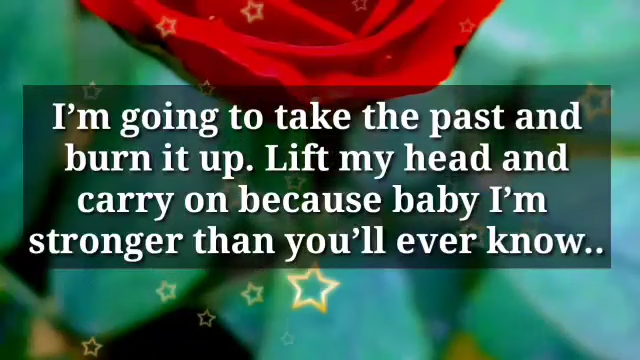 I’m going to take the past and
burn it up. Lift my head and
carry on because baby I’m
stronger than you’ll ever know..